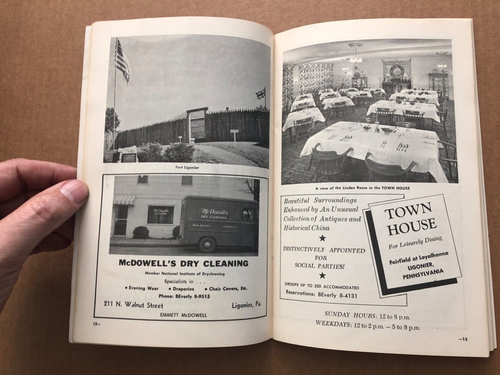 Fort Ligonier
McDowell's
DRY CLEANING
McDOWELL'S DRY CLEANING
Member National Institute of Drycleaning
Specialists in . . .
• Evening Wear • Draperies • Chair Covers, Etc.
Phone: BEverly 8-9515
211 N. Walnut Street Ligonier, Pa.
EMMETT McDOWELL
A view of the Linden Room in the TOWN HOUSE
Beautiful Surroundings
Enhanced by An Unusual
Collection of Antiques and
Historical China
★
DISTINCTIVELY APPOINTED
FOR
SOCIAL PARTIES!
★
GROUPS UP TO 200 ACCOMMODATED
Reservations: BEverly 8-4131
TOWN
HOUSE
For Leisurely Dining
Fairfield at Loyalhanna
LIGONIER,
PENNSYLVANIA
SUNDAY HOURS: 12 to 8 p.m.
WEEKDAYS: 12 to 2 p.m. — 5 to 8 p.m.